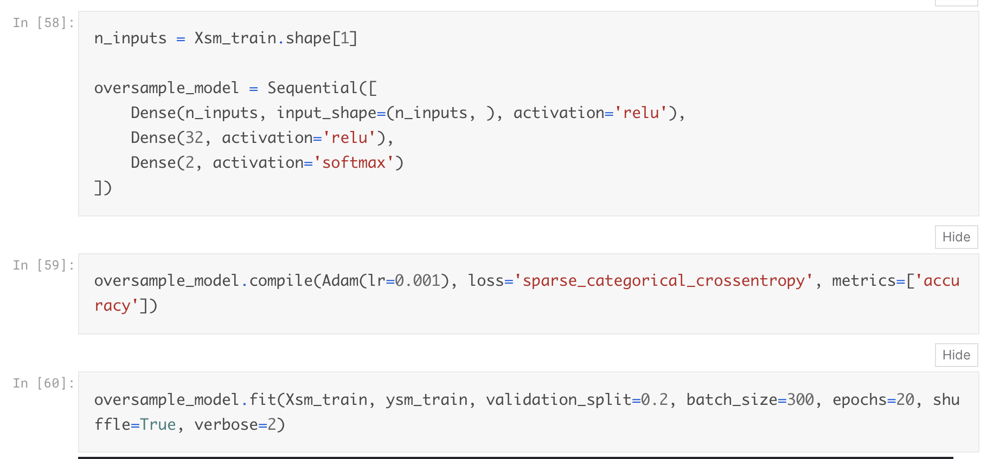 In [58]:
n_inputs = Xsm_train.shape[1]
oversample_model = Sequential([
    Dense(n_inputs, input_shape=(n_inputs, ), activation='relu'),
    Dense(32, activation='relu'),
    Dense(2, activation='softmax')
])
Hide
In [59]:
oversample_model.compile(Adam(lr=0.001), loss='sparse_categorical_crossentropy', metrics=['accu
racy'])
Hide
In [60]:
oversample_model.fit(Xsm_train, ysm_train, validation_split=0.2, batch_size=300, epochs=20, shu
ffle=True, verbose=2)